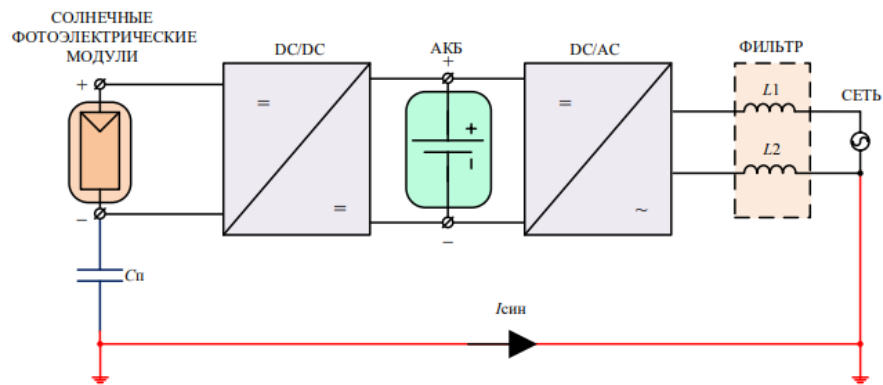 СОЛНЕЧНЫЕ
ФОТОЭЛЕКТРИЧЕСКИЕ
МОДУЛИ
DC/DC
АКБ
DC/AC
ФИЛЬТР
СЕТЬ
+
+
=
=
L1
+
L2
–
=
~
–
Cп
Iсин